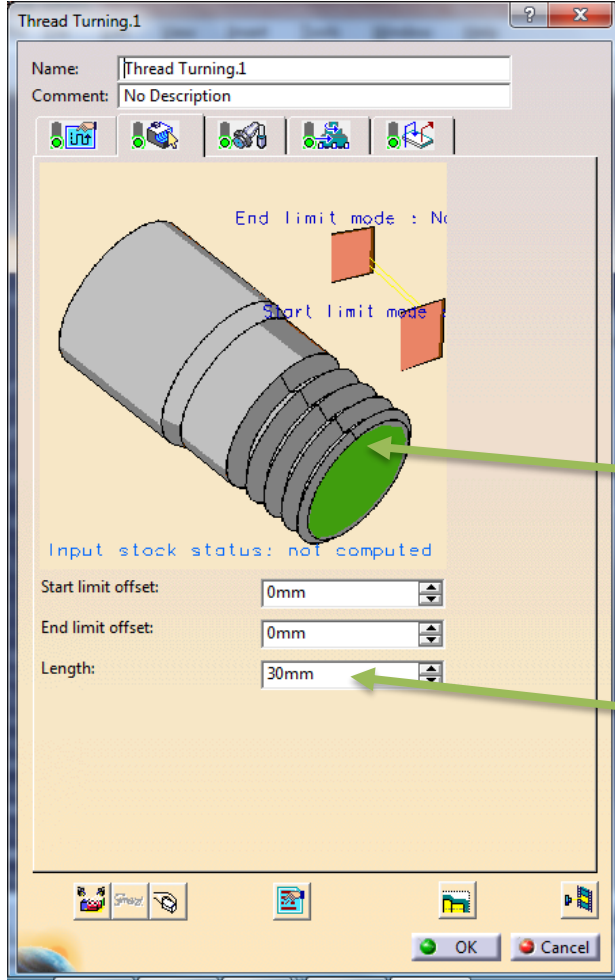 Thread Turning.1
Name: Thread Turning.1
Comment: No Description
End limit mode : No
Start limit mode :
Input stock status: not computed
Start limit offset: 0mm
End limit offset: 0mm
Length: 30mm
OK Cancel